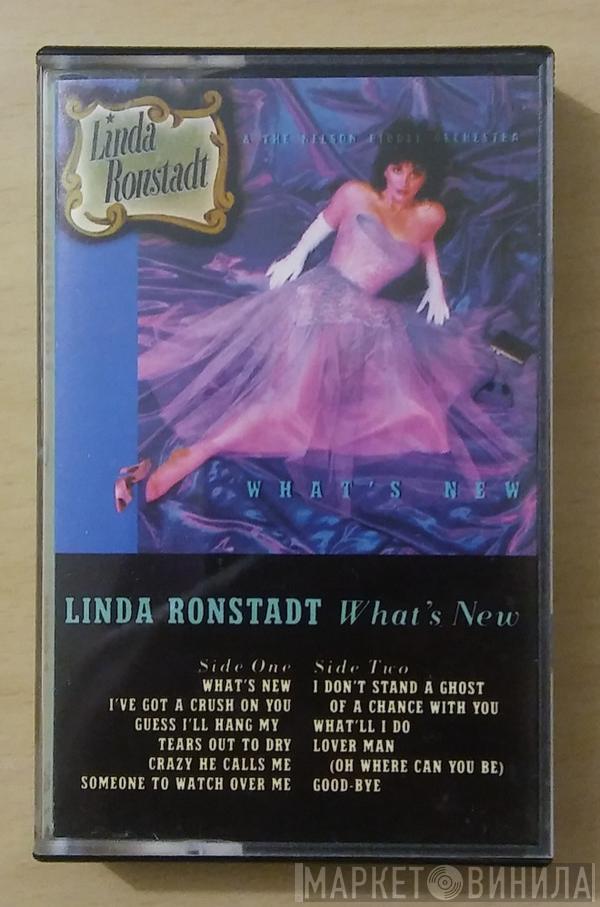 Linda
Ronstadt
& THE NELSON RIDDLE ORCHESTRA
WHAT'S NEW
LINDA RONSTADT What's New
Side One
WHAT'S NEW
I'VE GOT A CRUSH ON YOU
GUESS I'LL HANG MY
TEARS OUT TO DRY
CRAZY HE CALLS ME
SOMEONE TO WATCH OVER ME
Side Two
I DON'T STAND A GHOST
OF A CHANCE WITH YOU
WHAT'LL I DO
LOVER MAN
(OH WHERE CAN YOU BE)
GOOD-BYE
МАРКЕТ ВИНИЛА